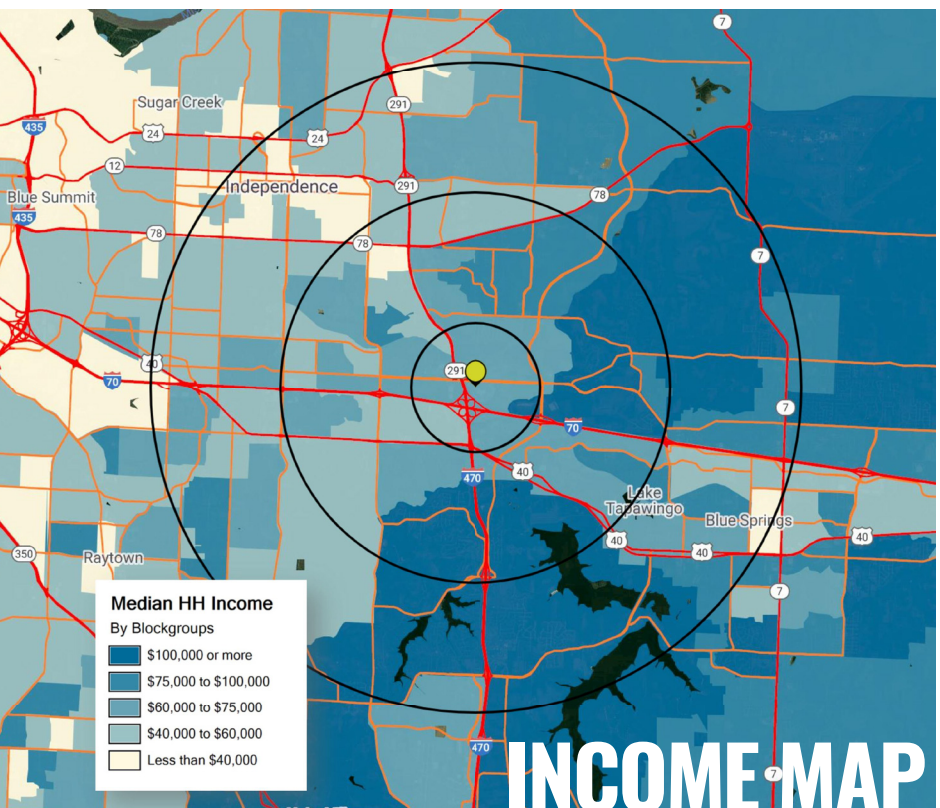 7
291
Sugar Creek
435
24
24
12
Independence
291
78
Blue Summit
435
78
78
7
40
291
70
7
70
470
40
Lake
Tapawingo
Blue Springs
40
40
40
350
Raytown
7
Median HH Income
By Blockgroups
$100,000 or more
$75,000 to $100,000
$60,000 to $75,000
$40,000 to $60,000
Less than $40,000
470
INCOME MAP
7